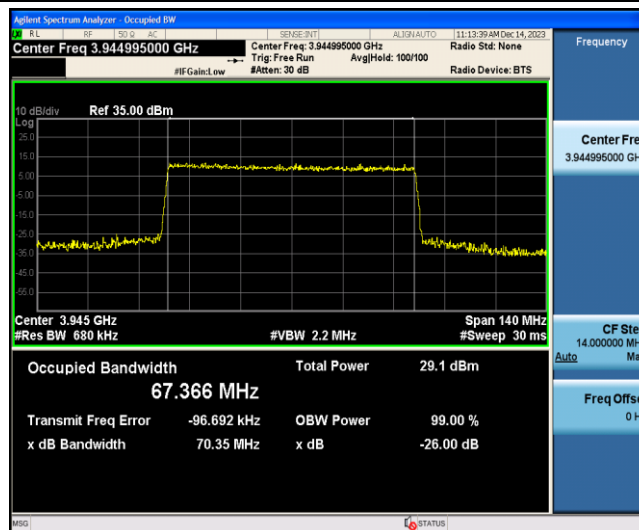 Agilent Spectrum Analyzer - Occupied BW
RL RF 50 Ω AC SENSE:INT ALIGNAUTO 11:13:39 AM Dec 14, 2023
Center Freq 3.944995000 GHz
Center Freq: 3.944995000 GHz Radio Std: None
Trig: Free Run Avg|Hold: 100/100
#IFGain:Low #Atten: 30 dB Radio Device: BTS
10 dB/div Ref 35.00 dBm
Log
25.0
15.0
5.00
-5.00
-15.0
-25.0
-35.0
-45.0
-55.0
Center 3.945 GHz Span 140 MHz
#Res BW 680 kHz #VBW 2.2 MHz #Sweep 30 ms
Occupied Bandwidth Total Power 29.1 dBm
67.366 MHz
Transmit Freq Error -96.692 kHz OBW Power 99.00 %
x dB Bandwidth 70.35 MHz x dB -26.00 dB
MSG STATUS
Frequency
Center Fre
3.944995000 GH
CF Ste
14.000000 MH
Auto Ma
Freq Offs
0 H